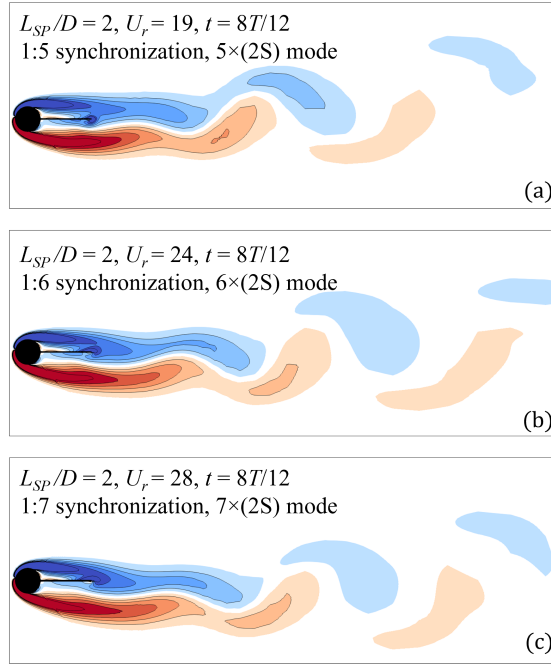 L_SP/D = 2, U_r = 19, t = 8T/12
1:5 synchronization, 5×(2S) mode
(a)
L_SP/D = 2, U_r = 24, t = 8T/12
1:6 synchronization, 6×(2S) mode
(b)
L_SP/D = 2, U_r = 28, t = 8T/12
1:7 synchronization, 7×(2S) mode
(c)